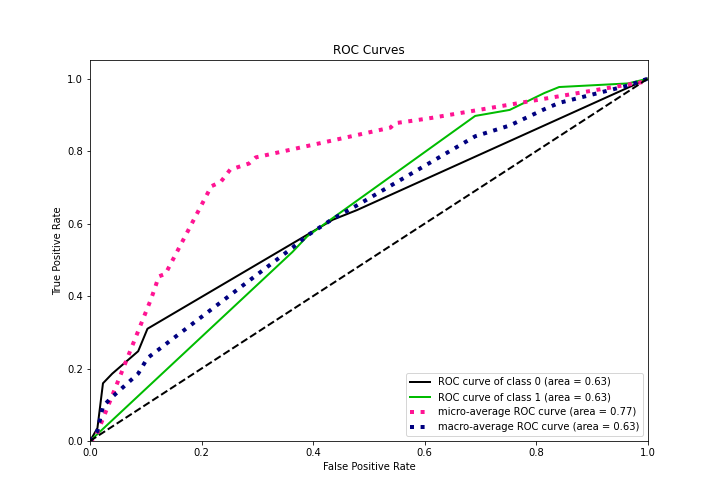 ROC Curves
True Positive Rate
1.0
0.8
0.6
0.4
0.2
0.0
ROC curve of class 0 (area = 0.63)
ROC curve of class 1 (area = 0.63)
micro-average ROC curve (area = 0.77)
macro-average ROC curve (area = 0.63)
0.0 0.2 0.4 0.6 0.8 1.0
False Positive Rate